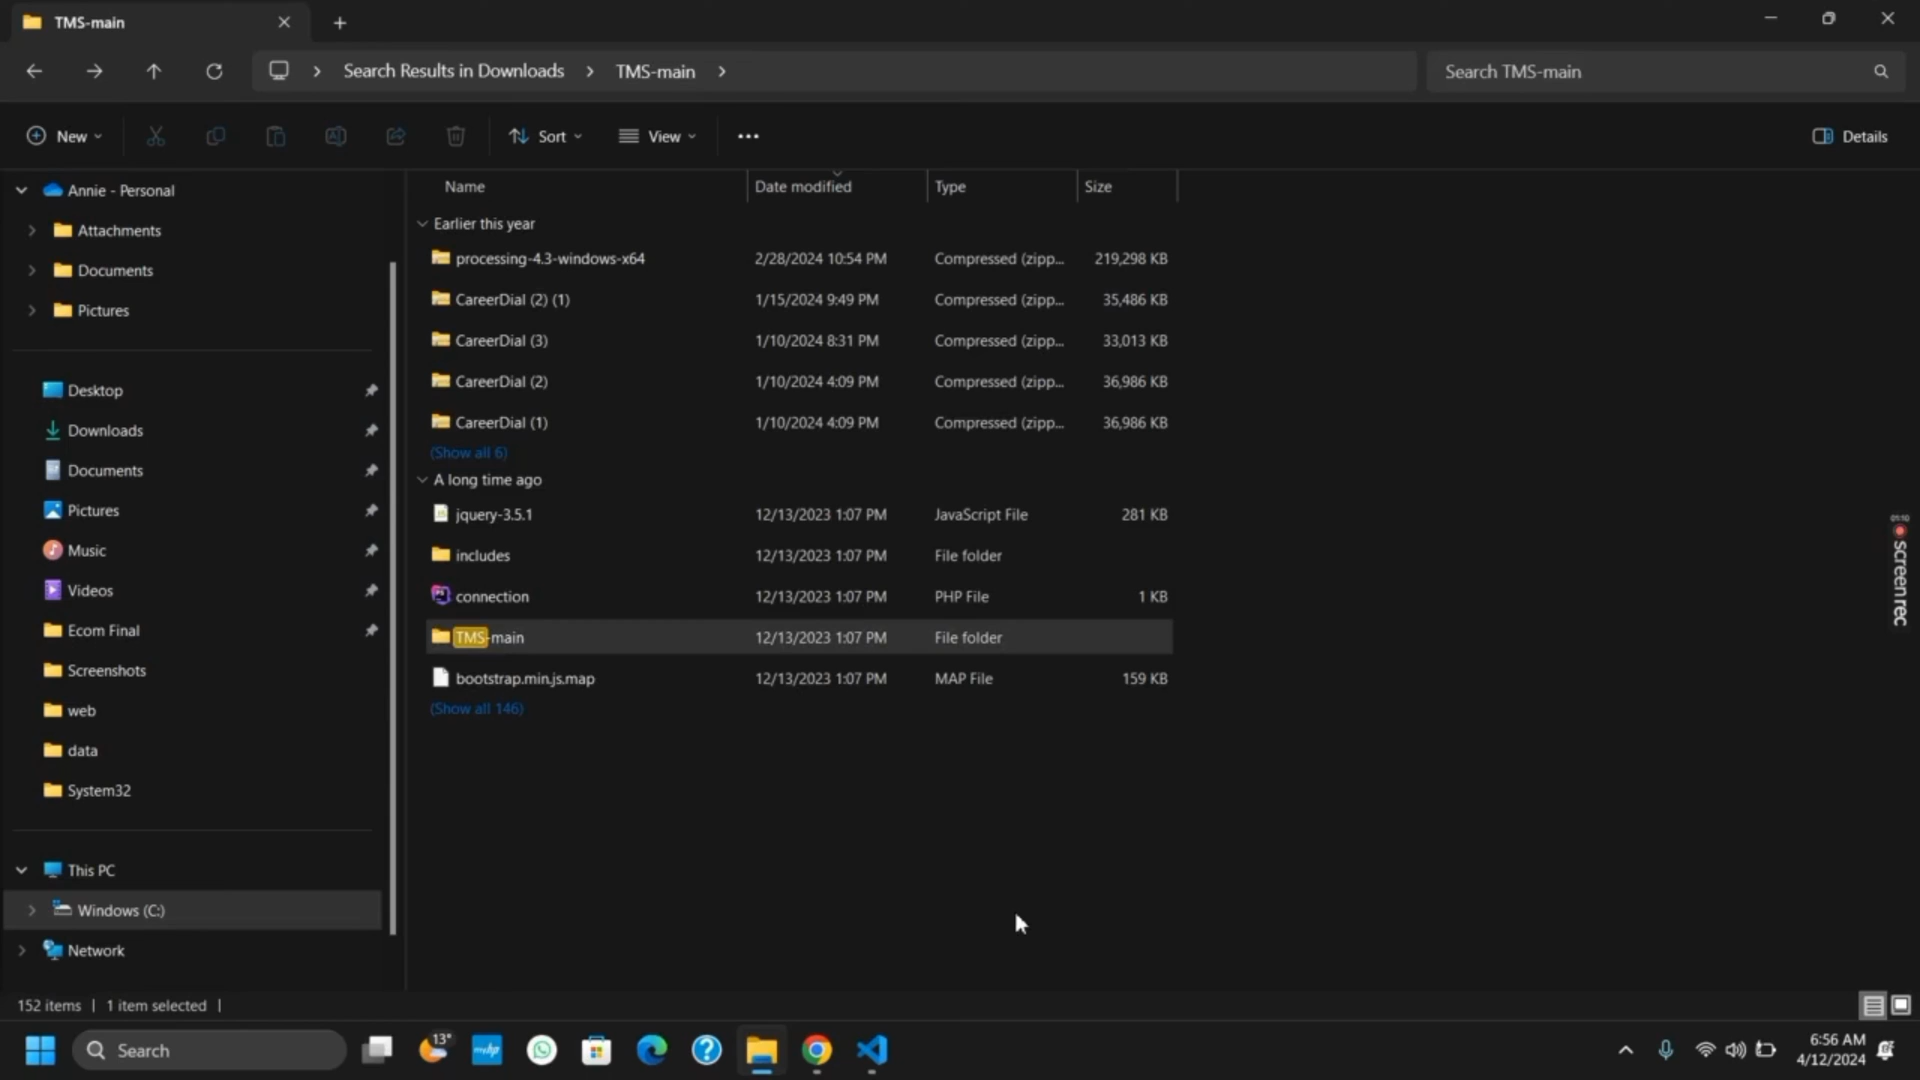 TMS-main
Search Results in Downloads
TMS-main
Search TMS-main
New
Sort
View
Details
Name
Date modified
Type
Size
Annie - Personal
Attachments
Documents
Pictures
Desktop
Downloads
Documents
Pictures
Music
Videos
Ecom Final
Screenshots
web
data
System32
This PC
Windows (C:)
Network
Earlier this year
processing-4.3-windows-x64 2/28/2024 10:54 PM Compressed (zipp... 219,298 KB
CareerDial (2) (1) 1/15/2024 9:49 PM Compressed (zipp... 35,486 KB
CareerDial (3) 1/10/2024 8:31 PM Compressed (zipp... 33,013 KB
CareerDial (2) 1/10/2024 4:09 PM Compressed (zipp... 36,986 KB
CareerDial (1) 1/10/2024 4:09 PM Compressed (zipp... 36,986 KB
(Show all 6)
A long time ago
jquery-3.5.1 12/13/2023 1:07 PM JavaScript File 281 KB
includes 12/13/2023 1:07 PM File folder
connection 12/13/2023 1:07 PM PHP File 1 KB
TMS-main 12/13/2023 1:07 PM File folder
bootstrap.min.js.map 12/13/2023 1:07 PM MAP File 159 KB
(Show all 146)
01:10
screenrec
152 items | 1 item selected |
Search
13°
myhp
6:56 AM
4/12/2024